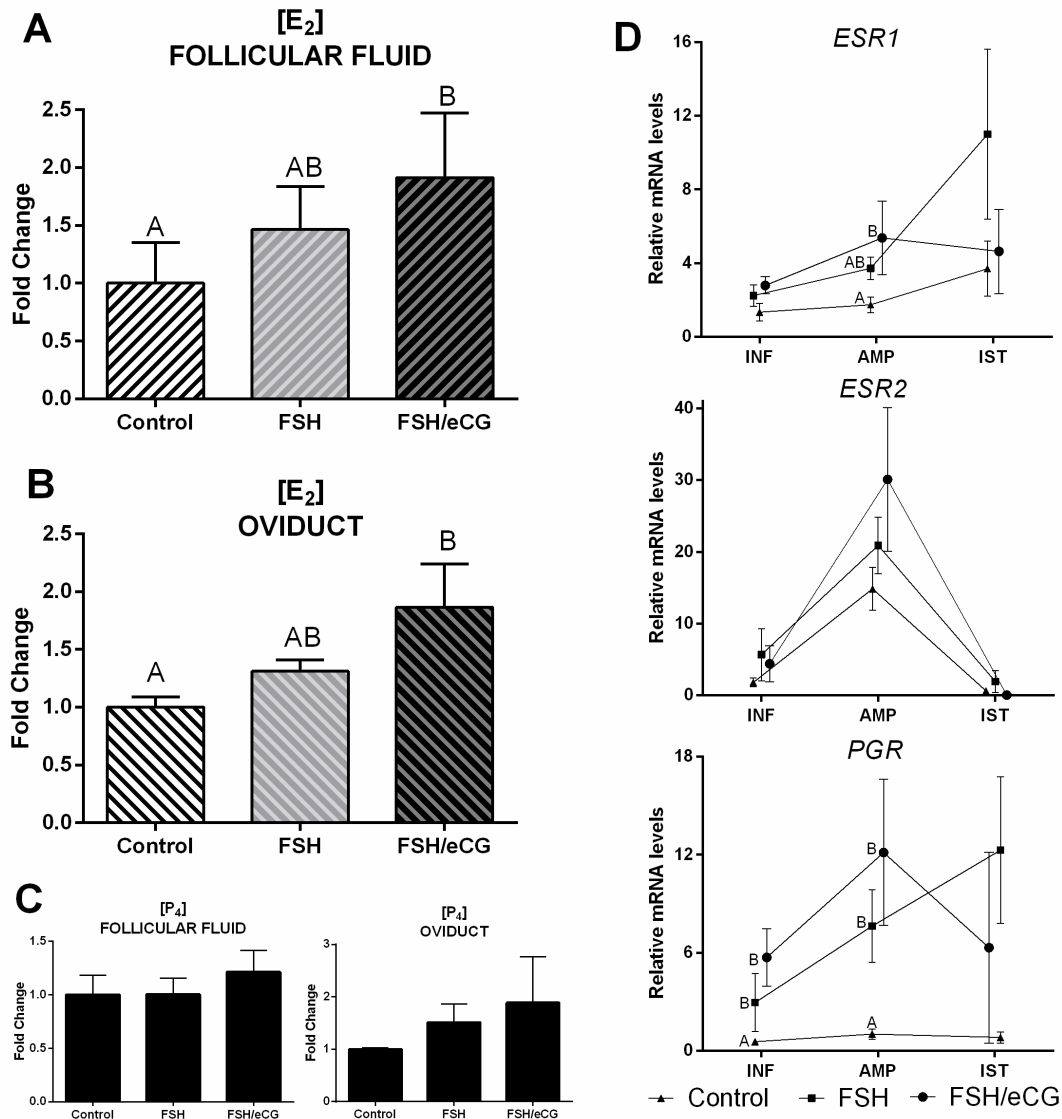 A
[E₂]
FOLLICULAR FLUID
Fold Change
2.5
2.0
1.5
1.0
0.5
0.0
A
AB
B
Control
FSH
FSH/eCG
B
[E₂]
OVIDUCT
Fold Change
2.5
2.0
1.5
1.0
0.5
0.0
A
AB
B
Control
FSH
FSH/eCG
C
[P₄]
FOLLICULAR FLUID
Fold Change
1.5
1.0
0.5
0.0
Control
FSH
FSH/eCG
[P₄]
OVIDUCT
Fold Change
3
2
1
0
Control
FSH
FSH/eCG
D
ESR1
Relative mRNA levels
16
12
8
4
0
B
AB
A
INF
AMP
IST
ESR2
Relative mRNA levels
40
30
20
10
0
INF
AMP
IST
PGR
Relative mRNA levels
18
12
6
0
B
B
A
B
B
A
INF
AMP
IST
Control
FSH
FSH/eCG